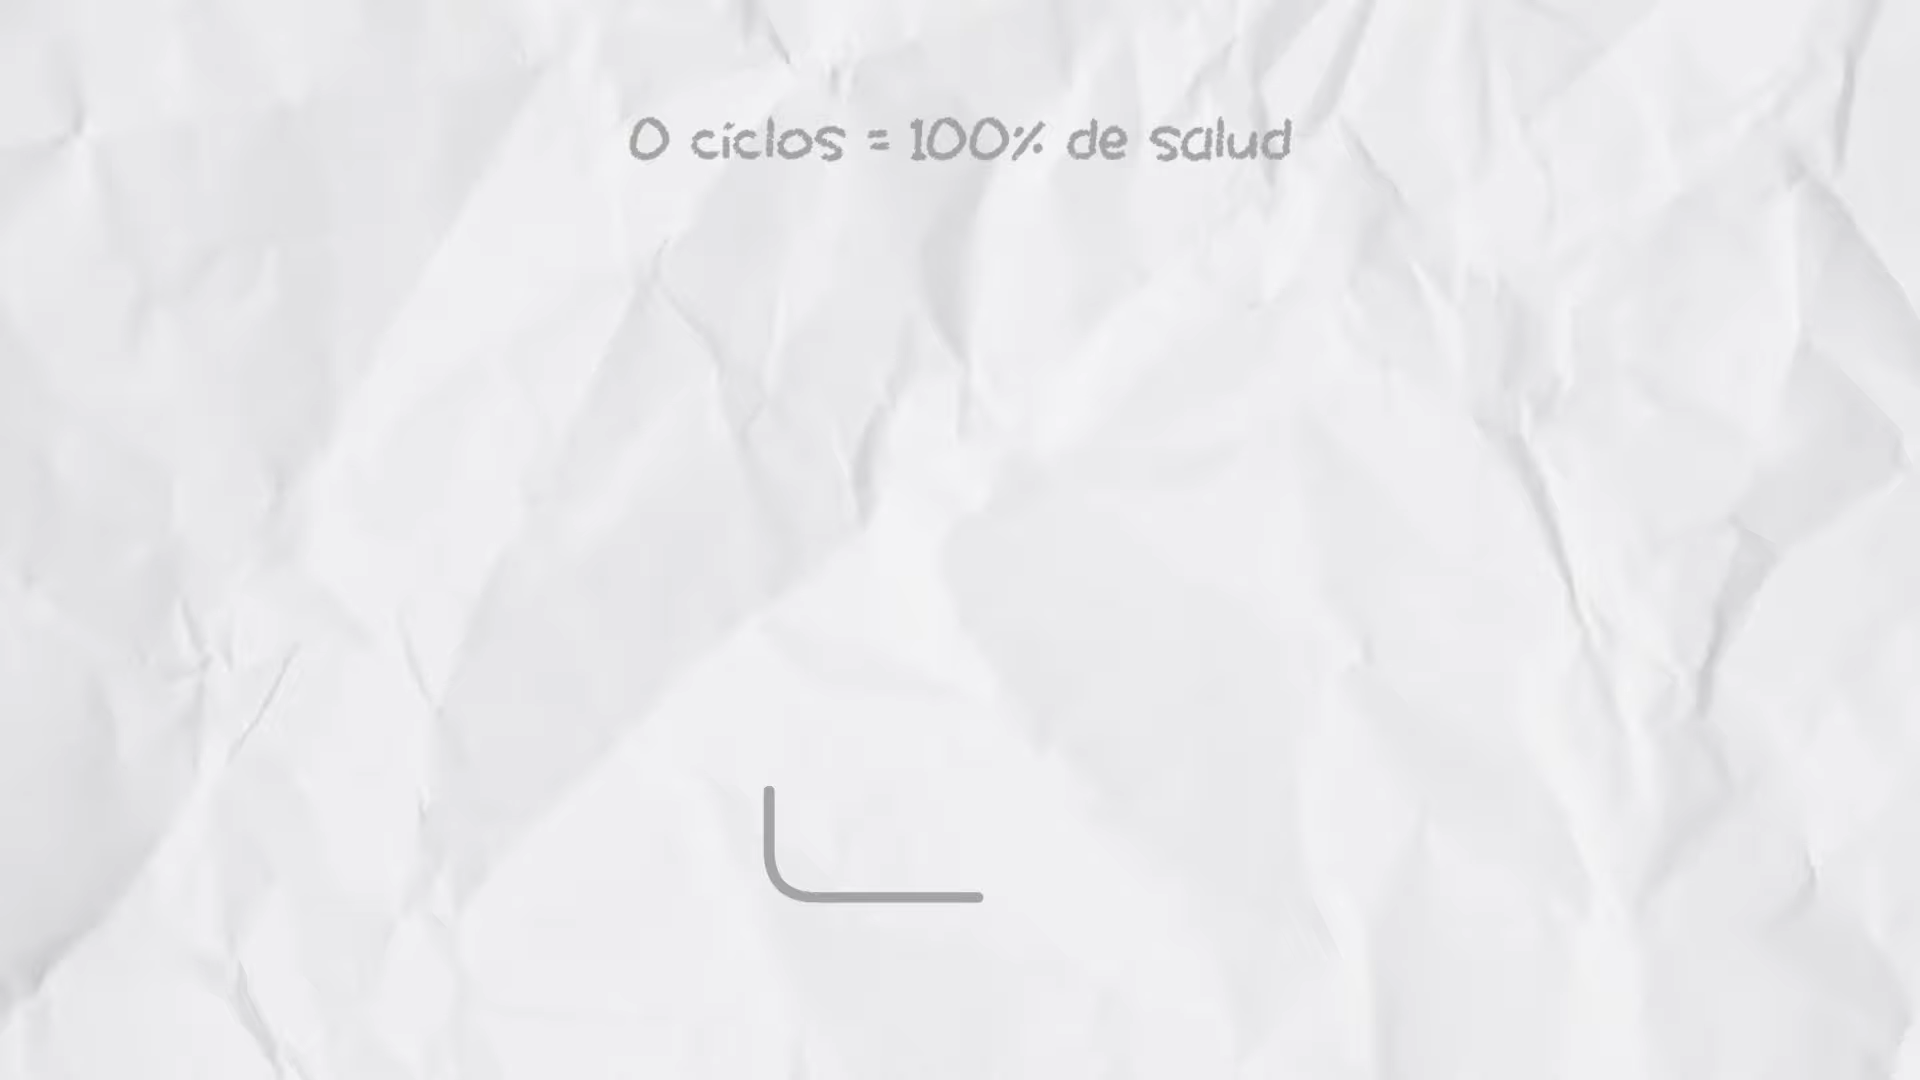 0 ciclos = 100% de salud